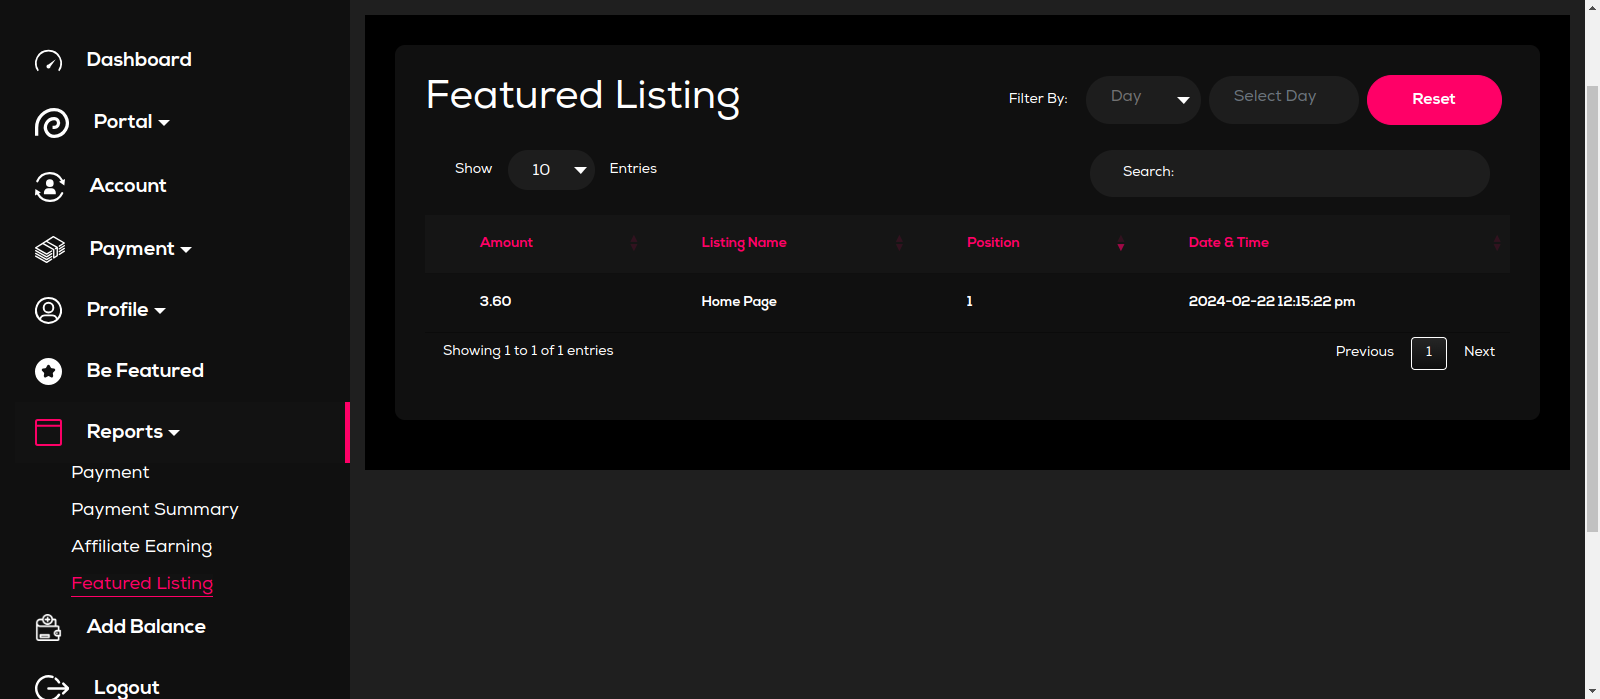 Dashboard
Portal
Account
Payment
Profile
Be Featured
Reports
Payment
Payment Summary
Affiliate Earning
Featured Listing
Add Balance
Logout
Featured Listing
Filter By: Day Select Day Reset
Show 10 Entries Search:
Amount Listing Name Position Date & Time
3.60 Home Page 1 2024-02-22 12:15:22 pm
Showing 1 to 1 of 1 entries Previous 1 Next